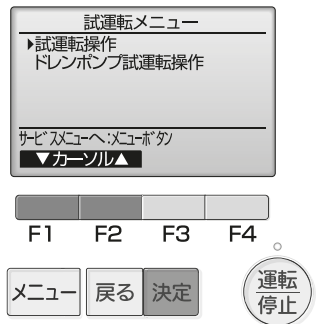 試運転メニュー
▶試運転操作
ドレンポンプ試運転操作
サービスメニューへ:メニューボタン
▼カーソル▲
F1 F2 F3 F4
メニュー 戻る 決定
運転
停止